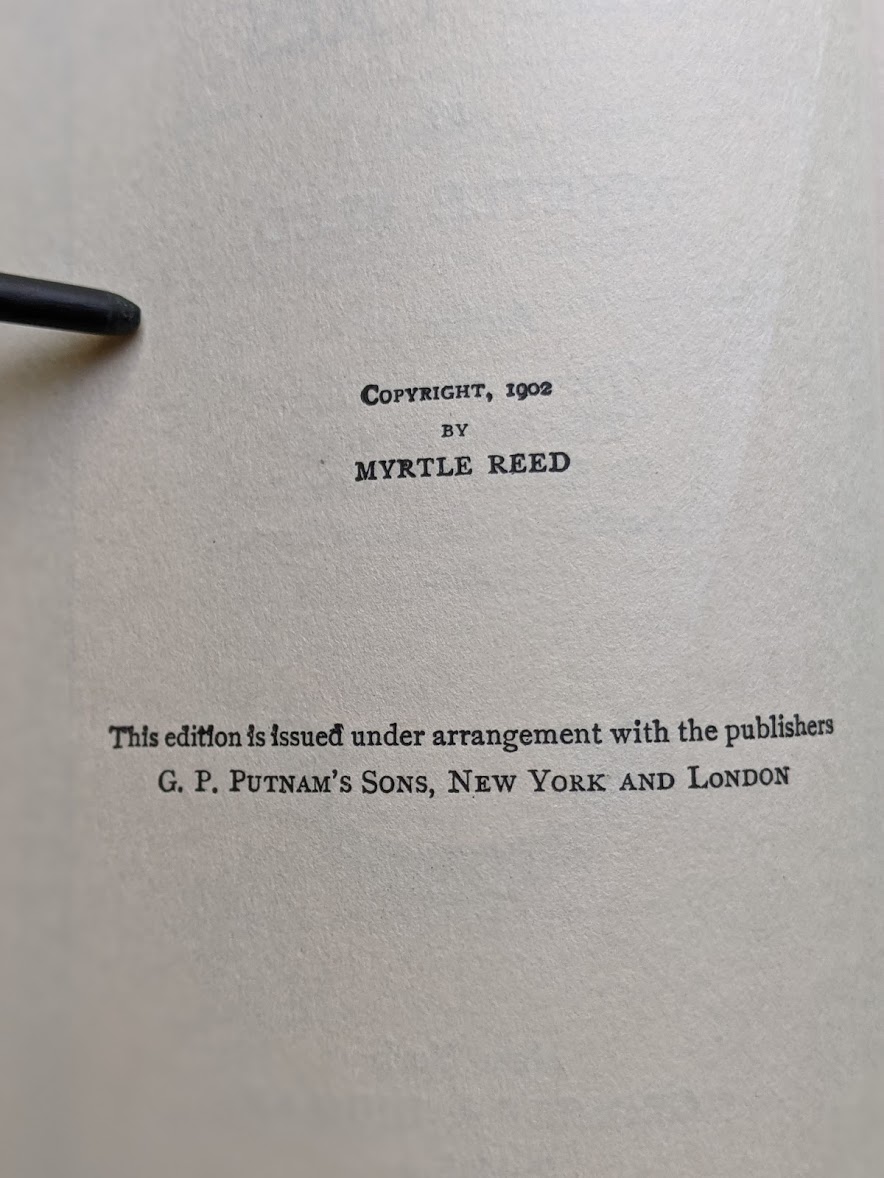 COPYRIGHT, 1902
BY
MYRTLE REED
This edition is issued under arrangement with the publishers
G. P. PUTNAM'S SONS, NEW YORK AND LONDON